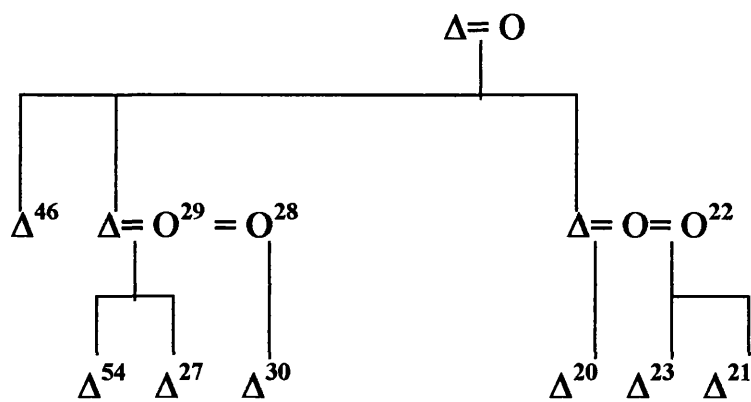 Δ= O
Δ⁴⁶ Δ= O²⁹ = O²⁸ Δ= O= O²²
Δ⁵⁴ Δ²⁷ Δ³⁰ Δ²⁰ Δ²³ Δ²¹